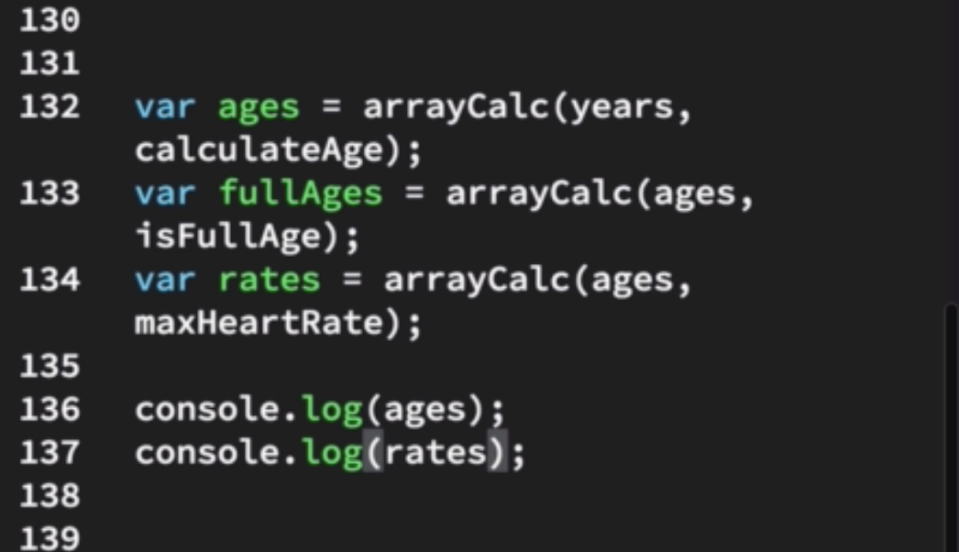 130
131
132 var ages = arrayCalc(years,
calculateAge);
133 var fullAges = arrayCalc(ages,
isFullAge);
134 var rates = arrayCalc(ages,
maxHeartRate);
135
136 console.log(ages);
137 console.log(rates);
138
139